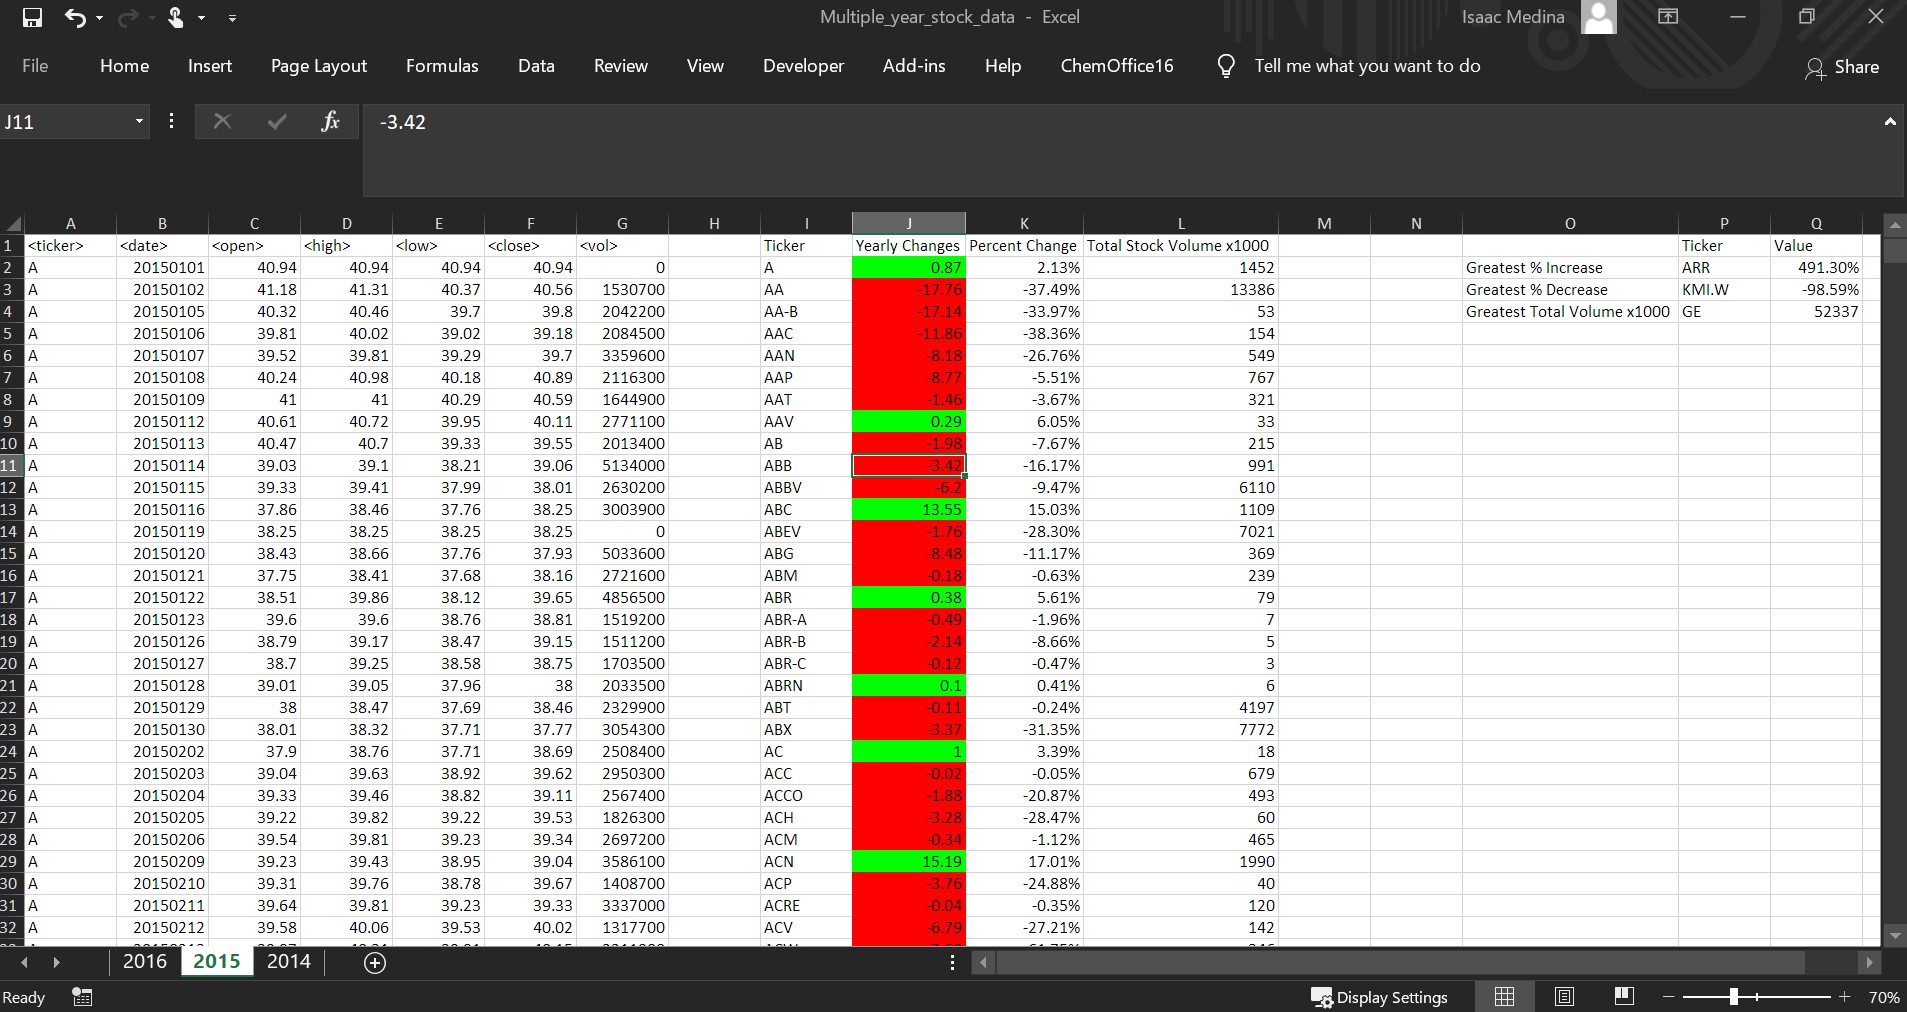 Multiple_year_stock_data - Excel Isaac Medina
File Home Insert Page Layout Formulas Data Review View Developer Add-ins Help ChemOffice16 Tell me what you want to do Share
J11 fx -3.42
A B C D E F G H I J K L M N O P Q
1 <ticker> <date> <open> <high> <low> <close> <vol> Ticker Yearly Changes Percent Change Total Stock Volume x1000 Ticker Value
2 A 20150101 40.94 40.94 40.94 40.94 0 A 0.87 2.13% 1452 Greatest % Increase ARR 491.30%
3 A 20150102 41.18 41.31 40.37 40.56 1530700 AA -17.76 -37.49% 13386 Greatest % Decrease KMI.W -98.59%
4 A 20150105 40.32 40.46 39.7 39.8 2042200 AA-B -17.14 -33.97% 53 Greatest Total Volume x1000 GE 52337
5 A 20150106 39.81 40.02 39.02 39.18 2084500 AAC -11.86 -38.36% 154
6 A 20150107 39.52 39.81 39.29 39.7 3359600 AAN -8.18 -26.76% 549
7 A 20150108 40.24 40.98 40.18 40.89 2116300 AAP -8.77 -5.51% 767
8 A 20150109 41 41 40.29 40.59 1644900 AAT -1.46 -3.67% 321
9 A 20150112 40.61 40.72 39.95 40.11 2771100 AAV 0.29 6.05% 33
10 A 20150113 40.47 40.7 39.33 39.55 2013400 AB -1.98 -7.67% 215
11 A 20150114 39.03 39.1 38.21 39.06 5134000 ABB -3.42 -16.17% 991
12 A 20150115 39.33 39.41 37.99 38.01 2630200 ABBV -6.2 -9.47% 6110
13 A 20150116 37.86 38.46 37.76 38.25 3003900 ABC 13.55 15.03% 1109
14 A 20150119 38.25 38.25 38.25 38.25 0 ABEV -1.76 -28.30% 7021
15 A 20150120 38.43 38.66 37.76 37.93 5033600 ABG -8.48 -11.17% 369
16 A 20150121 37.75 38.41 37.68 38.16 2721600 ABM -0.18 -0.63% 239
17 A 20150122 38.51 39.86 38.12 39.65 4856500 ABR 0.38 5.61% 79
18 A 20150123 39.6 39.6 38.76 38.81 1519200 ABR-A -0.49 -1.96% 7
19 A 20150126 38.79 39.17 38.47 39.15 1511200 ABR-B -2.14 -8.66% 5
20 A 20150127 38.7 39.25 38.58 38.75 1703500 ABR-C -0.12 -0.47% 3
21 A 20150128 39.01 39.05 37.96 38 2033500 ABRN 0.1 0.41% 6
22 A 20150129 38 38.47 37.69 38.46 2329900 ABT -0.11 -0.24% 4197
23 A 20150130 38.01 38.32 37.71 37.77 3054300 ABX -3.37 -31.35% 7772
24 A 20150202 37.9 38.76 37.71 38.69 2508400 AC 1 3.39% 18
25 A 20150203 39.04 39.63 38.92 39.62 2950300 ACC -0.02 -0.05% 679
26 A 20150204 39.33 39.46 38.82 39.11 2567400 ACCO -1.88 -20.87% 493
27 A 20150205 39.22 39.82 39.22 39.53 1826300 ACH -3.28 -28.47% 60
28 A 20150206 39.54 39.81 39.23 39.34 2697200 ACM -0.34 -1.12% 465
29 A 20150209 39.23 39.43 38.95 39.04 3586100 ACN 15.19 17.01% 1990
30 A 20150210 39.31 39.76 38.78 39.67 1408700 ACP -3.76 -24.88% 40
31 A 20150211 39.64 39.81 39.23 39.33 3337000 ACRE -0.04 -0.35% 120
32 A 20150212 39.58 40.06 39.53 40.02 1317700 ACV -6.79 -27.21% 142
2016 2015 2014
Ready Display Settings 70%